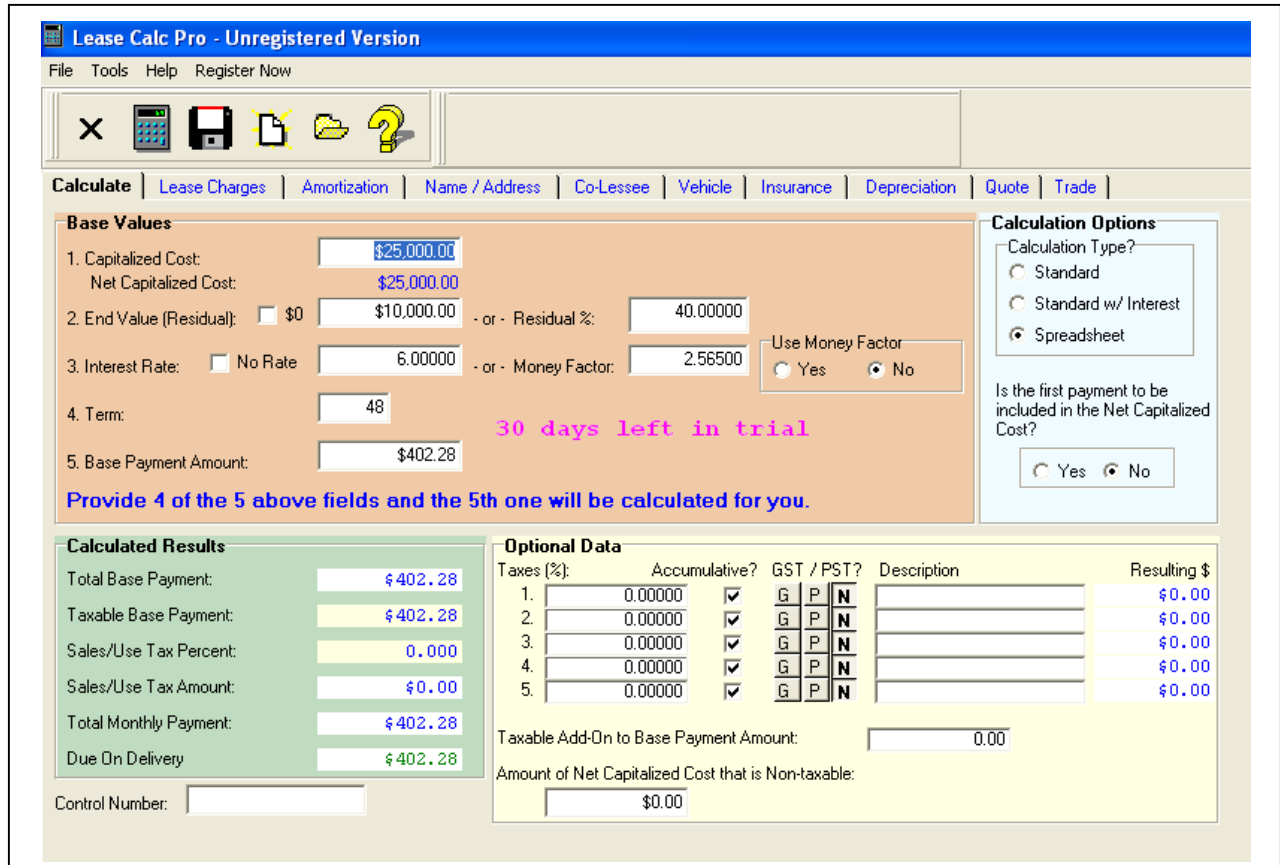 Lease Calc Pro - Unregistered Version
File Tools Help Register Now
Calculate Lease Charges Amortization Name / Address Co-Lessee Vehicle Insurance Depreciation Quote Trade
Base Values
1. Capitalized Cost: $25,000.00
Net Capitalized Cost: $25,000.00
2. End Value (Residual): $0 $10,000.00 - or - Residual %: 40.00000
3. Interest Rate: No Rate 6.00000 - or - Money Factor: 2.56500
Use Money Factor
Yes No
4. Term: 48
30 days left in trial
5. Base Payment Amount: $402.28
Provide 4 of the 5 above fields and the 5th one will be calculated for you.
Calculation Options
Calculation Type?
Standard
Standard w/ Interest
Spreadsheet
Is the first payment to be
included in the Net Capitalized
Cost?
Yes No
Calculated Results
Total Base Payment: $402.28
Taxable Base Payment: $402.28
Sales/Use Tax Percent: 0.000
Sales/Use Tax Amount: $0.00
Total Monthly Payment: $402.28
Due On Delivery $402.28
Control Number:
Optional Data
Taxes (%): Accumulative? GST / PST? Description Resulting $
1. 0.00000 G P N $0.00
2. 0.00000 G P N $0.00
3. 0.00000 G P N $0.00
4. 0.00000 G P N $0.00
5. 0.00000 G P N $0.00
Taxable Add-On to Base Payment Amount: 0.00
Amount of Net Capitalized Cost that is Non-taxable:
$0.00